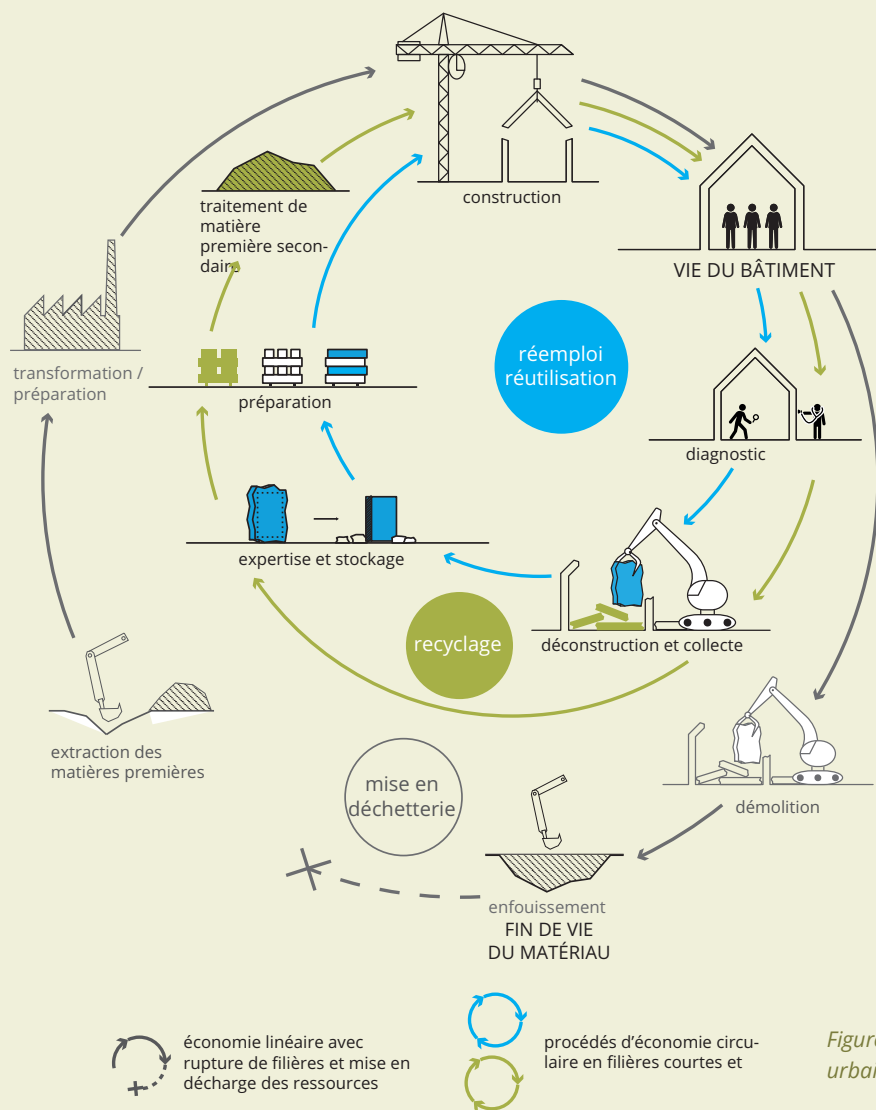 construction
traitement de
matière
première secon-
daire
VIE DU BÂTIMENT
transformation /
préparation
réemploi
réutilisation
préparation
diagnostic
expertise et stockage
recyclage
déconstruction et collecte
extraction des
matières premières
mise en
déchetterie
démolition
enfouissement
FIN DE VIE
DU MATÉRIAU
économie linéaire avec
rupture de filières et mise en
décharge des ressources
procédés d’économie circu-
laire en filières courtes et
Figure
urban